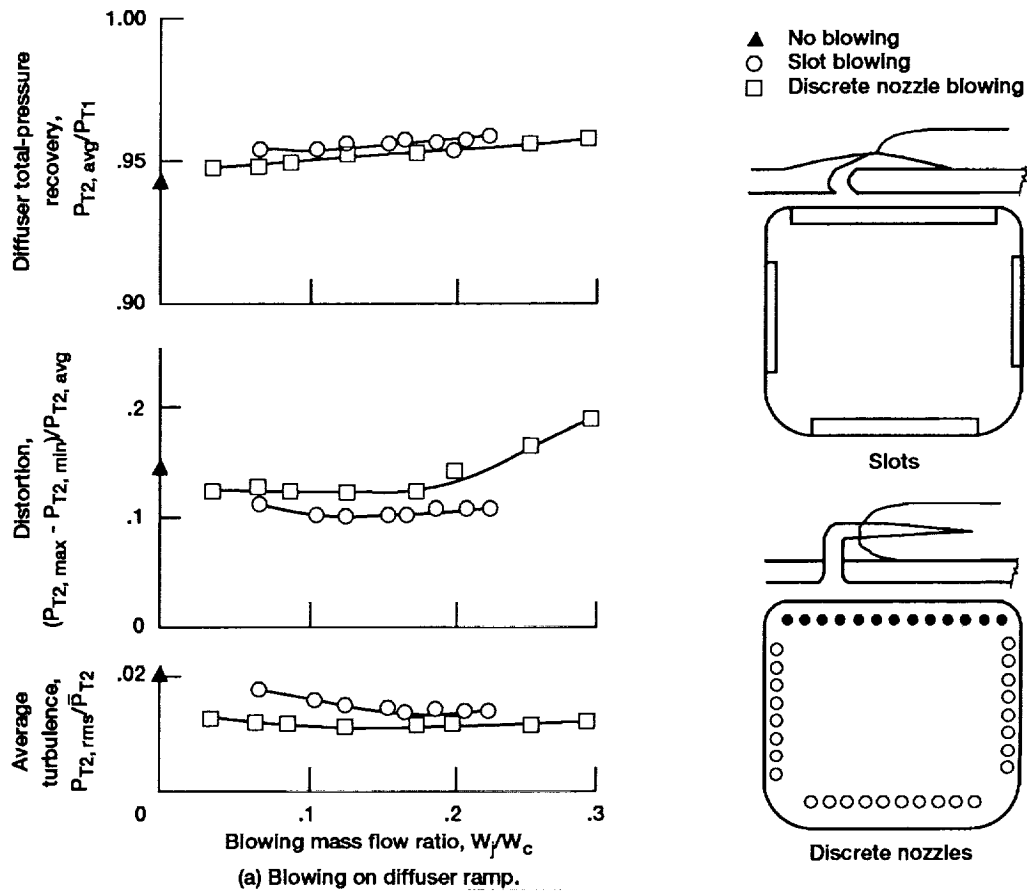 1.00
.95
.90
Diffuser total-pressure
recovery,
P_T2, avg/P_T1
.2
.1
0
Distortion,
(P_T2, max - P_T2, min)/P_T2, avg
.02
Average
turbulence,
P_T2, rms/P̄_T2
0
.1
.2
.3
Blowing mass flow ratio, W_j/W_c
(a) Blowing on diffuser ramp.
No blowing
Slot blowing
Discrete nozzle blowing
Slots
Discrete nozzles